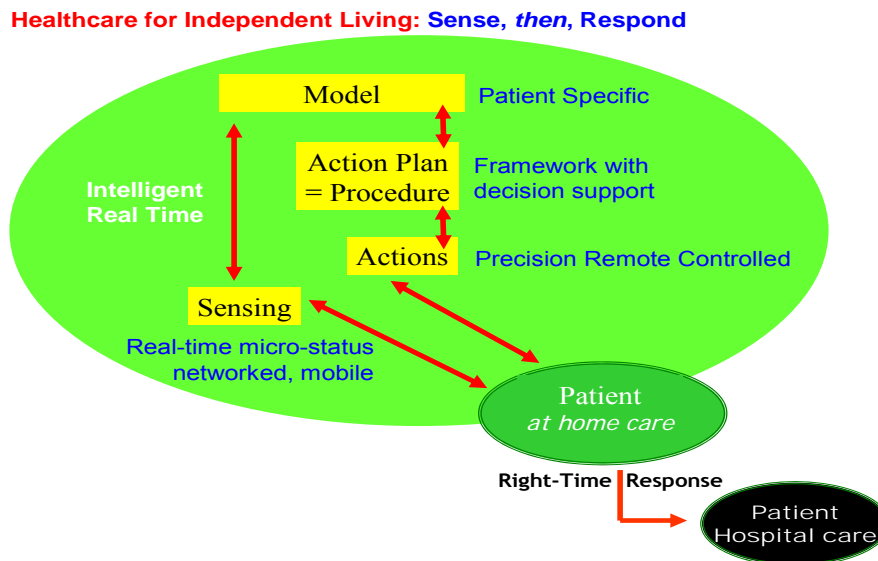 Healthcare for Independent Living: Sense, then, Respond
Model
Patient Specific
Action Plan
= Procedure
Framework with
decision support
Intelligent
Real Time
Actions
Precision Remote Controlled
Sensing
Real-time micro-status
networked, mobile
Patient
at home care
Right-Time Response
Patient
Hospital care